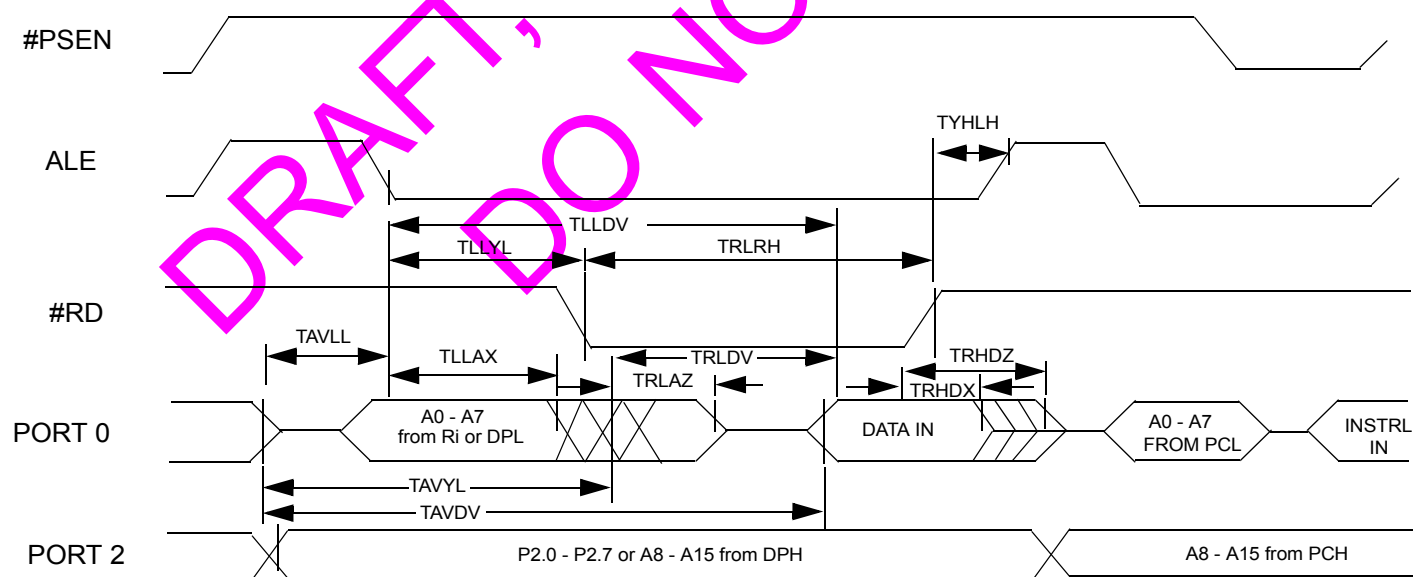 DRAFT,
DO NO
#PSEN
TYHLH
ALE
TLLDV
TLLYL
TRLRH
#RD
TAVLL
TLLAX
TRLDV
TRHDZ
TRLAZ
TRHDX
PORT 0
A0 - A7
from Ri or DPL
DATA IN
A0 - A7
FROM PCL
INSTRL
IN
TAVYL
TAVDV
PORT 2
P2.0 - P2.7 or A8 - A15 from DPH
A8 - A15 from PCH